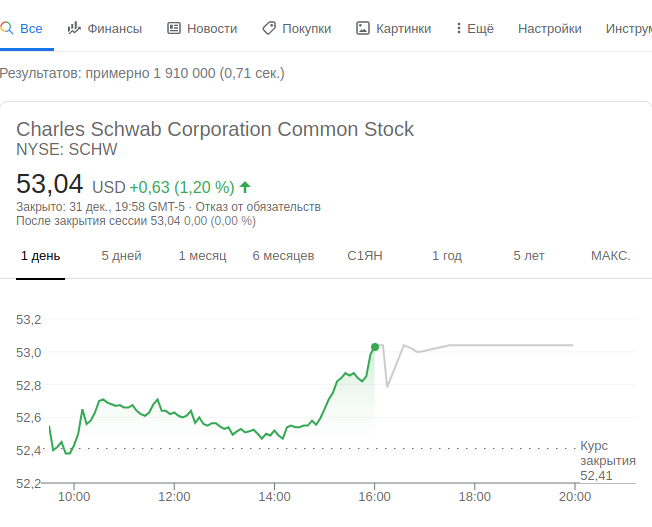 Все Финансы Новости Покупки Картинки Ещё Настройки Инструм
Результатов: примерно 1 910 000 (0,71 сек.)
Charles Schwab Corporation Common Stock
NYSE: SCHW
53,04 USD +0,63 (1,20 %)
Закрыто: 31 дек., 19:58 GMT-5 · Отказ от обязательств
После закрытия сессии 53,04 0,00 (0,00 %)
1 день 5 дней 1 месяц 6 месяцев С1ЯН 1 год 5 лет МАКС.
53,2
53,0
52,8
52,6
52,4
52,2
Курс
закрытия
52,41
10:00 12:00 14:00 16:00 18:00 20:00